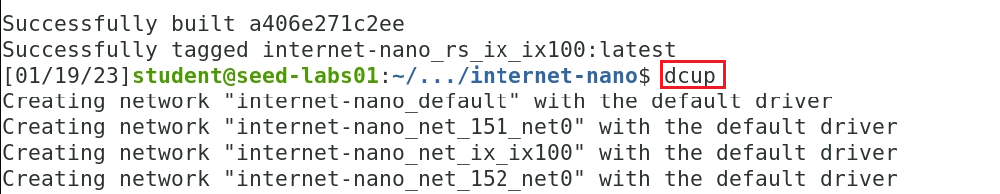 Successfully built a406e271c2ee
Successfully tagged internet-nano_rs_ix_ix100:latest
[01/19/23]student@seed-labs01:~/.../internet-nano$ dcup
Creating network "internet-nano_default" with the default driver
Creating network "internet-nano_net_151_net0" with the default driver
Creating network "internet-nano_net_ix_ix100" with the default driver
Creating network "internet-nano_net_152_net0" with the default driver